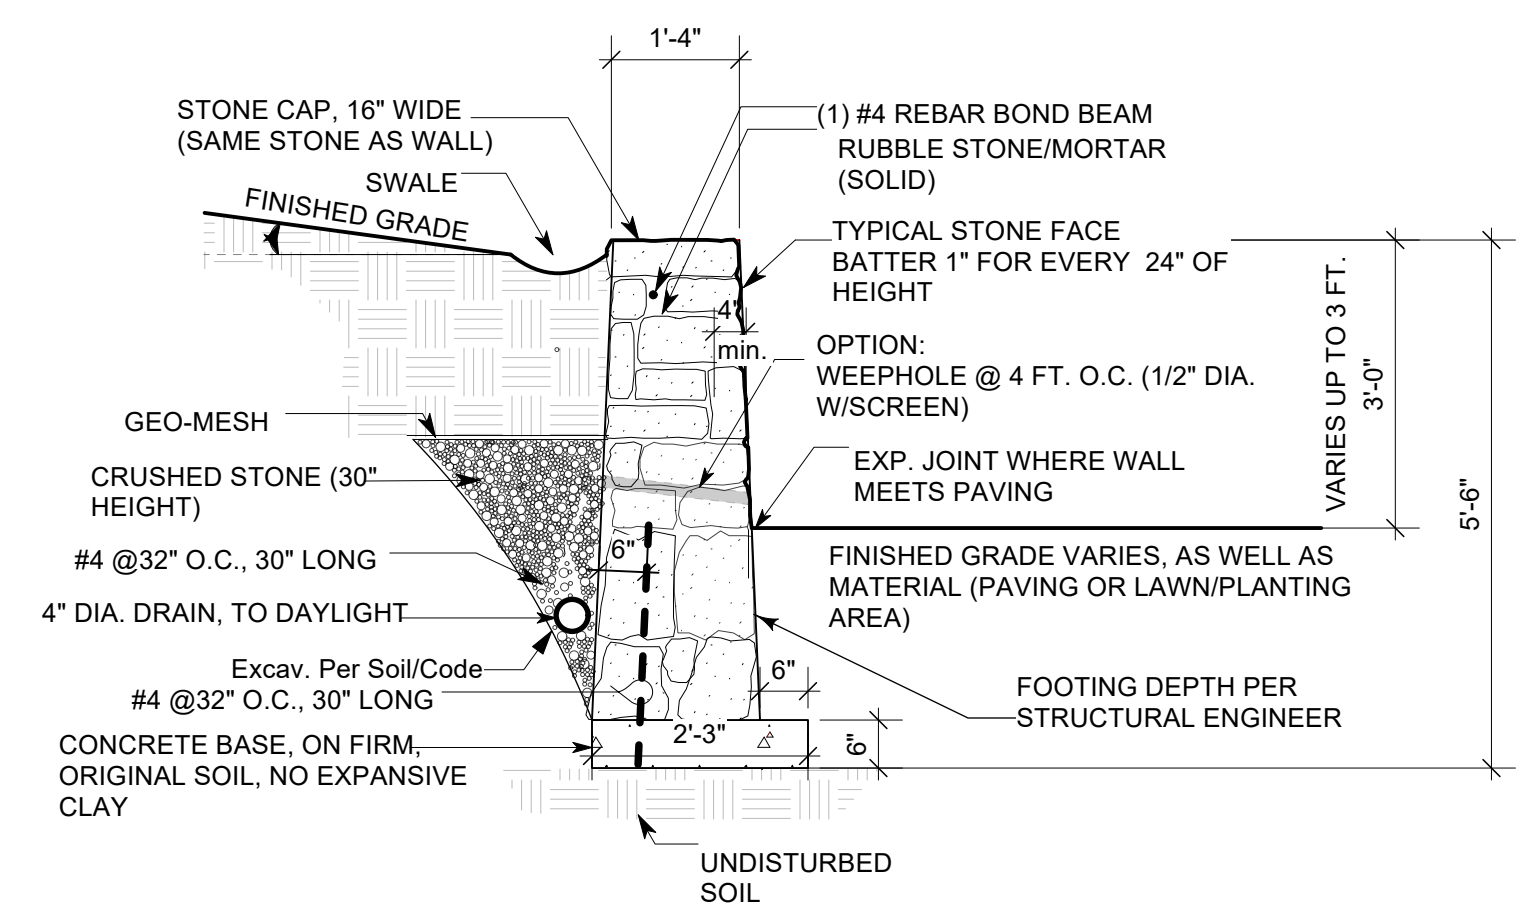 1'-4"
STONE CAP, 16" WIDE
(SAME STONE AS WALL)
(1) #4 REBAR BOND BEAM
RUBBLE STONE/MORTAR
(SOLID)
SWALE
FINISHED GRADE
TYPICAL STONE FACE
BATTER 1" FOR EVERY 24" OF
HEIGHT
4"
min.
OPTION:
WEEPHOLE @ 4 FT. O.C. (1/2" DIA.
W/SCREEN)
VARIES UP TO 3 FT.
3'-0"
5'-6"
GEO-MESH
CRUSHED STONE (30"
HEIGHT)
EXP. JOINT WHERE WALL
MEETS PAVING
#4 @32" O.C., 30" LONG
6"
FINISHED GRADE VARIES, AS WELL AS
MATERIAL (PAVING OR LAWN/PLANTING
AREA)
4" DIA. DRAIN, TO DAYLIGHT
Excav. Per Soil/Code
#4 @32" O.C., 30" LONG
6"
FOOTING DEPTH PER
STRUCTURAL ENGINEER
CONCRETE BASE, ON FIRM,
ORIGINAL SOIL, NO EXPANSIVE
CLAY
2'-3"
6"
UNDISTURBED
SOIL